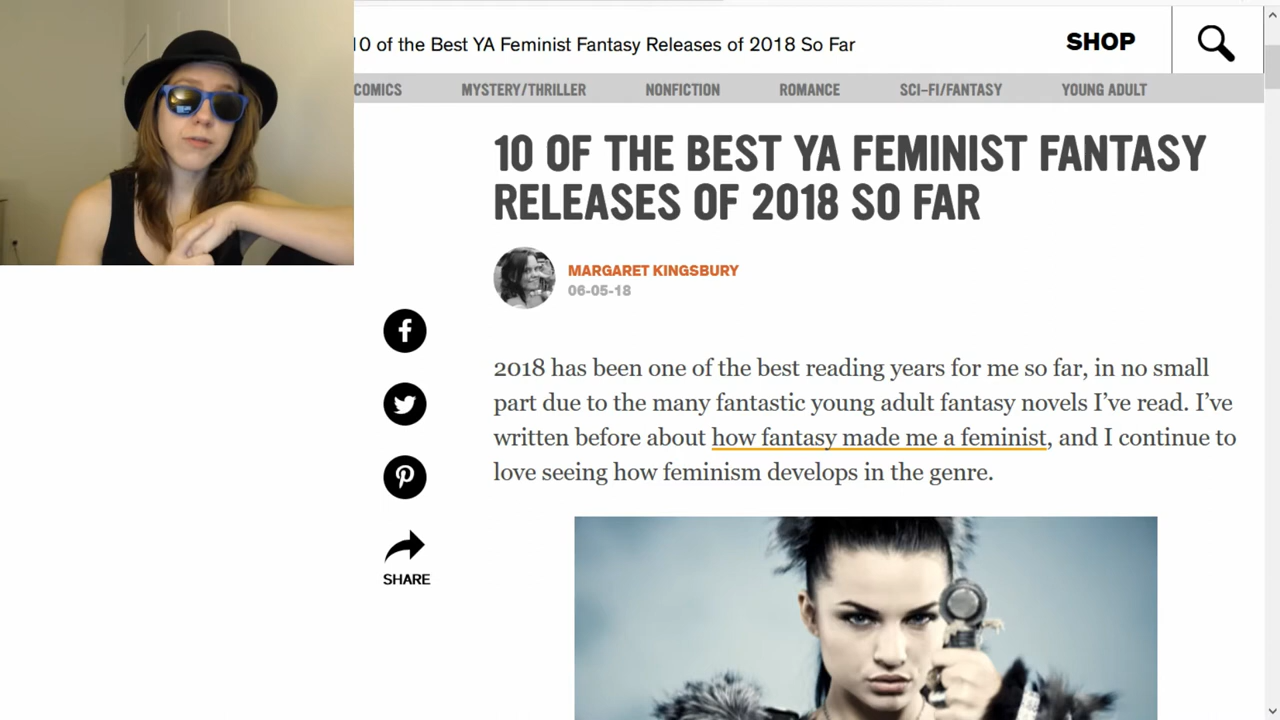 10 of the Best YA Feminist Fantasy Releases of 2018 So Far
SHOP
COMICS MYSTERY/THRILLER NONFICTION ROMANCE SCI-FI/FANTASY YOUNG ADULT
10 OF THE BEST YA FEMINIST FANTASY
RELEASES OF 2018 SO FAR
MARGARET KINGSBURY
06-05-18
2018 has been one of the best reading years for me so far, in no small
part due to the many fantastic young adult fantasy novels I’ve read. I’ve
written before about how fantasy made me a feminist, and I continue to
love seeing how feminism develops in the genre.
SHARE